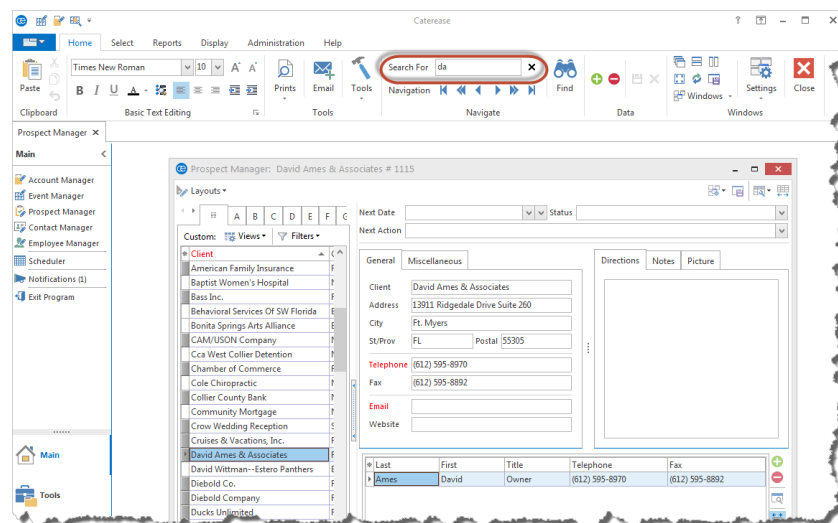 Caterease
Home Select Reports Display Administration Help
Paste
Clipboard
Times New Roman 10 A A
B I U A
Basic Text Editing
Prints Email
Tools
Tools
Search For da
Navigation
Find
Navigate
Data
Windows
Settings
Windows
Close
Prospect Manager
Main
Account Manager
Event Manager
Prospect Manager
Contact Manager
Employee Manager
Scheduler
Notifications (1)
Exit Program
Main
Tools
Prospect Manager: David Ames & Associates # 1115
Layouts
A B C D E F G
Custom: Views Filters
Client
American Family Insurance
Baptist Women's Hospital
Bass Inc.
Behavioral Services Of SW Florida
Bonita Springs Arts Alliance
CAM/USON Company
Cca West Collier Detention
Chamber of Commerce
Cole Chiropractic
Collier County Bank
Community Mortgage
Crow Wedding Reception
Cruises & Vacations, Inc.
David Ames & Associates
David Wittman--Estero Panthers
Diebold Co.
Diebold Company
Ducks Unlimited
Next Date Status
Next Action
General Miscellaneous
Client David Ames & Associates
Address 13911 Ridgedale Drive Suite 260
City Ft. Myers
St/Prov FL Postal 55305
Telephone (612) 595-8970
Fax (612) 595-8892
Email
Website
Directions Notes Picture
Last First Title Telephone Fax
Ames David Owner (612) 595-8970 (612) 595-8892